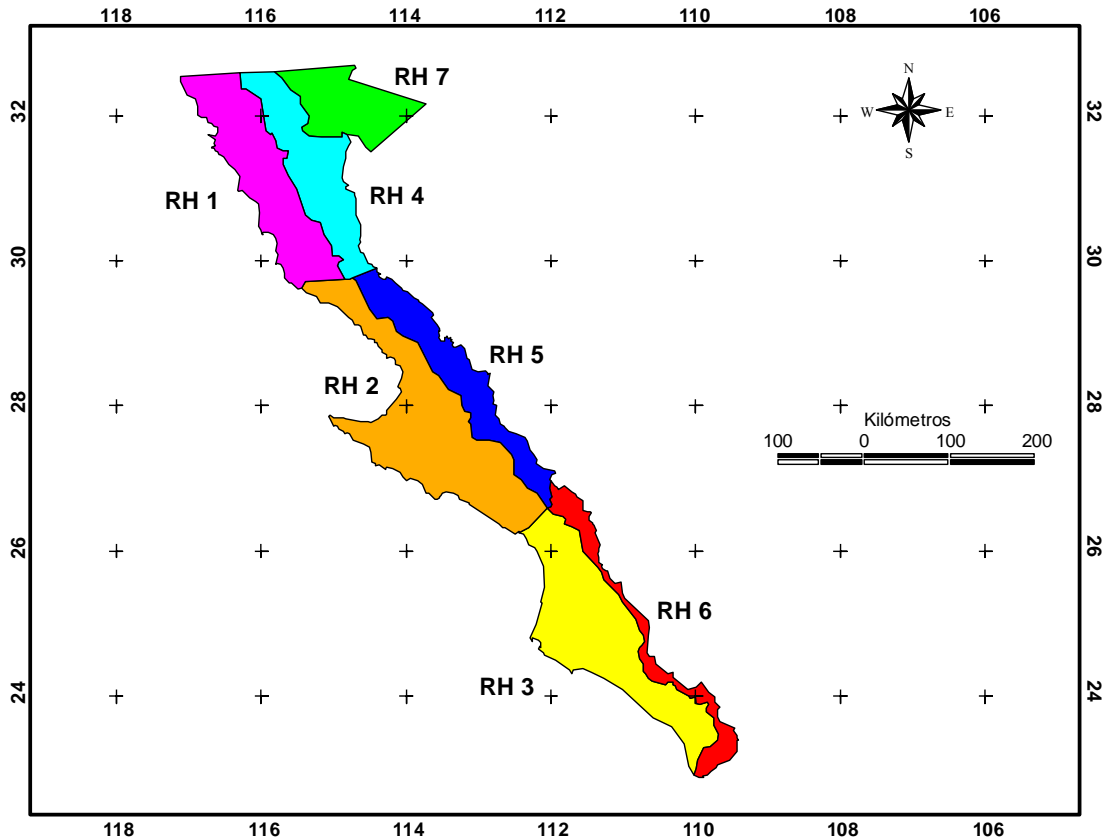 118 116 114 112 110 108 106
RH 7
N
W E
S
32 32
RH 4
RH 1
30 30
RH 5
RH 2
28 28
Kilómetros
100 0 100 200
26 26
RH 6
RH 3
24 24
118 116 114 112 110 108 106